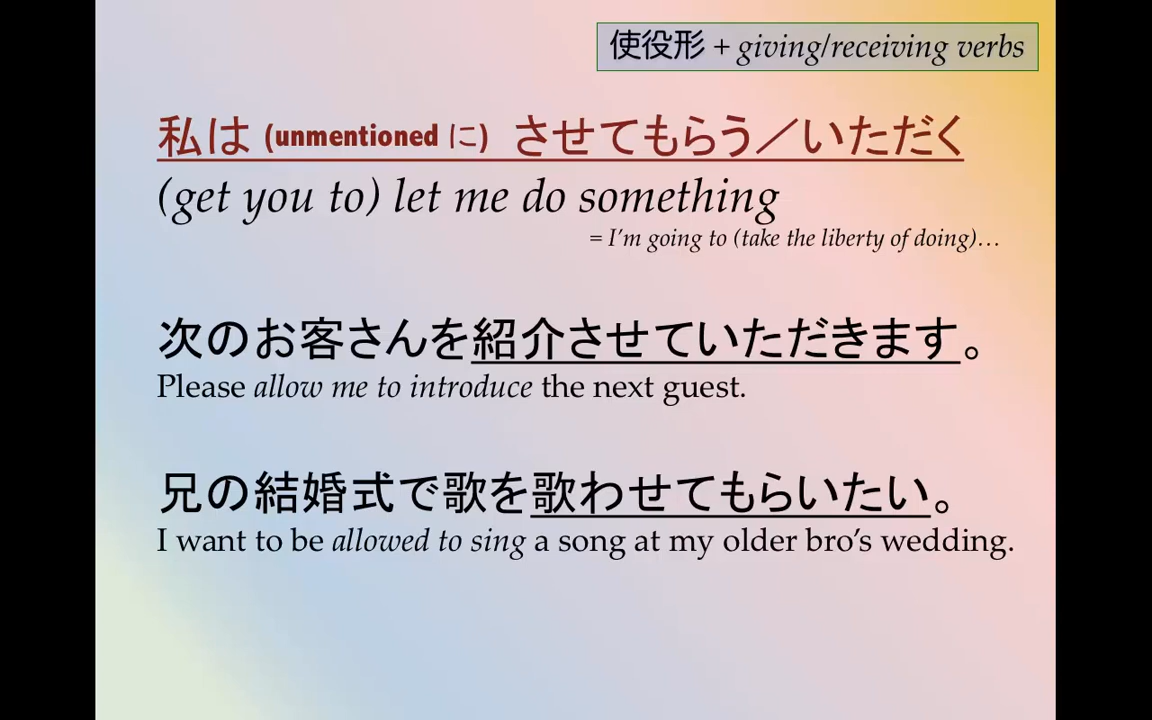 使役形 + giving/receiving verbs
私は (unmentioned に) させてもらう／いただく
(get you to) let me do something
= I'm going to (take the liberty of doing)…
次のお客さんを紹介させていただきます。
Please allow me to introduce the next guest.
兄の結婚式で歌を歌わせてもらいたい。
I want to be allowed to sing a song at my older bro's wedding.